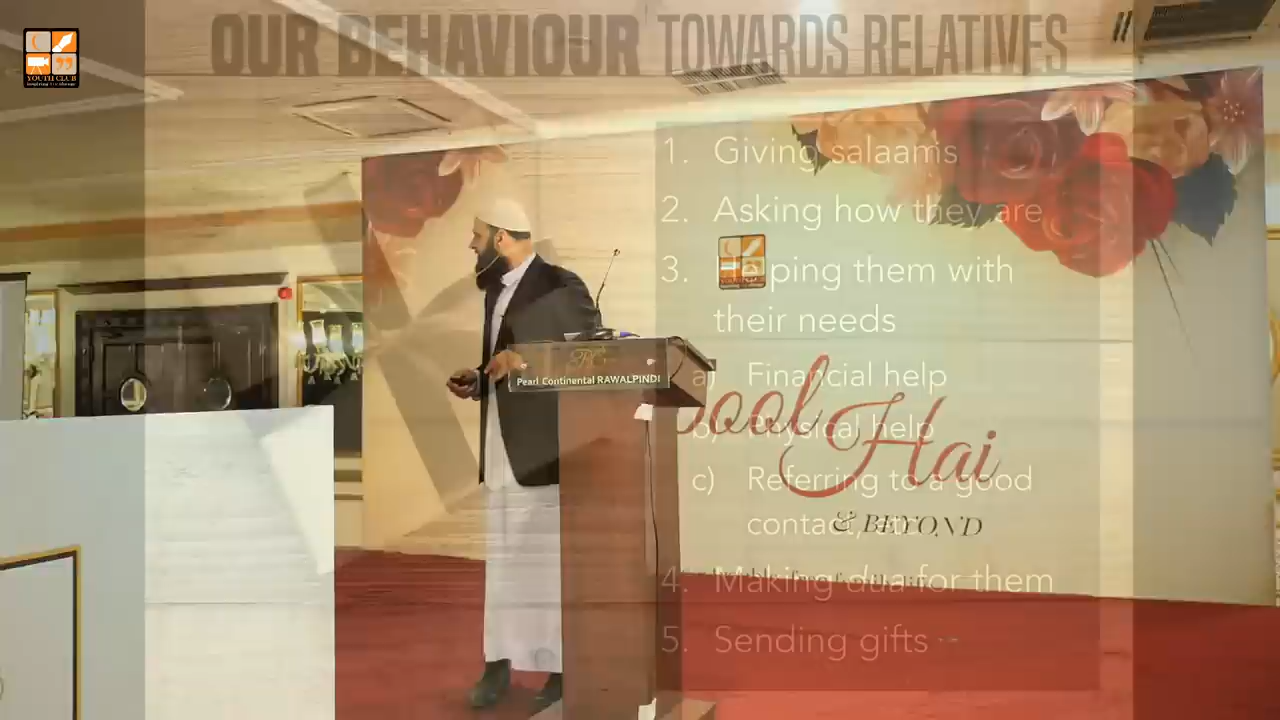 OUR BEHAVIOUR TOWARDS RELATIVES
YOUTH CLUB
1. Giving salaams
2. Asking how they are
3. Helping them with
their needs
a) Financial help
b) Physical help
c) Referring to a good
contact, etc
4. Making dua for them
5. Sending gifts
Pearl Continental RAWALPINDI
Hai
& BEYOND